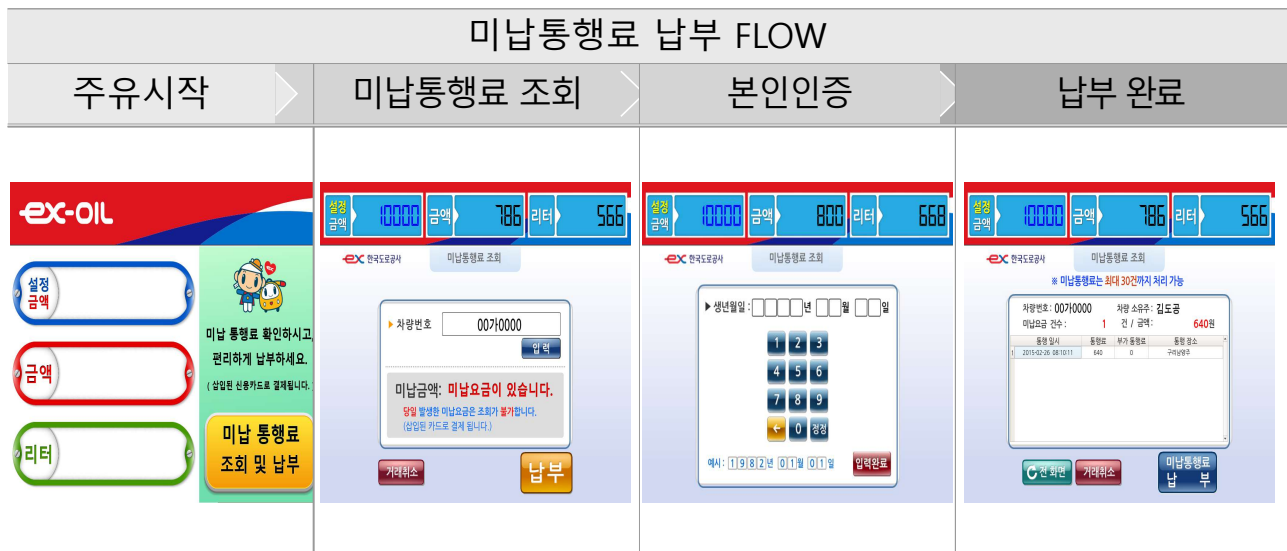 미납통행료 납부 FLOW
주유시작
미납통행료 조회
본인인증
납부 완료
ex-OIL
설정
금액
금액
리터
미납 통행료 확인하시고,
편리하게 납부하세요.
( 삽입된 신용카드로 결제됩니다. )
미납 통행료
조회 및 납부
설정
금액
10000
금액
786
리터
566
ex 한국도로공사
미납통행료 조회
차량번호
00가0000
입 력
미납금액: 미납요금이 있습니다.
당일 발생한 미납요금은 조회가 불가합니다.
(삽입된 카드로 결제 됩니다.)
거래취소
납부
설정
금액
10000
금액
800
리터
668
ex 한국도로공사
미납통행료 조회
▶ 생년월일 : 년 월 일
1 2 3
4 5 6
7 8 9
← 0 정정
예시 : 1 9 8 2 년 0 1 월 0 1 일
입력완료
설정
금액
10000
금액
786
리터
566
ex 한국도로공사
미납통행료 조회
※ 미납통행료는 최대 30건까지 처리 가능
차량번호: 00가0000 차량 소유주: 김도공
미납요금 건수 : 1 건 / 금액: 640원
통행 일시 통행료 부가 통행료 통행 장소
1 2015-02-26 08:10:11 640 0 구리남양주
전 화면
거래취소
미납통행료
납 부